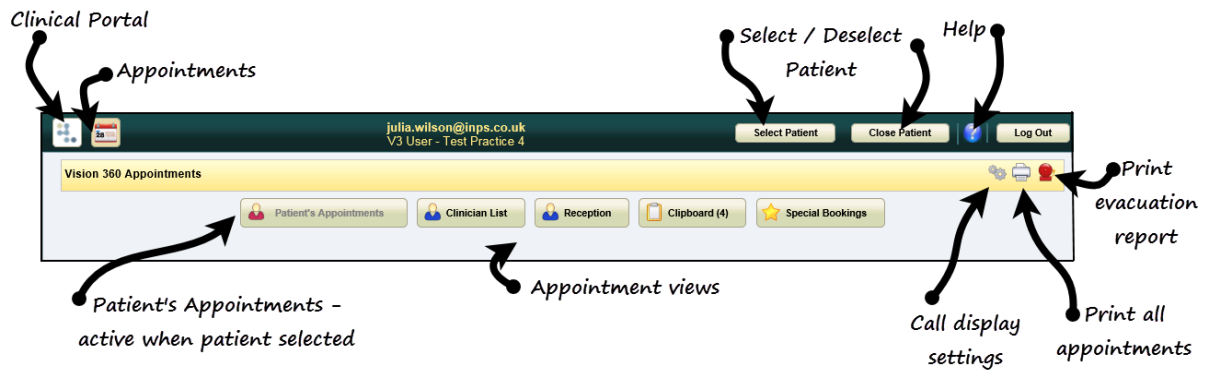 Clinical Portal
Appointments
Select / Deselect
Patient
Help
julia.wilson@inps.co.uk
V3 User - Test Practice 4
Select Patient
Close Patient
?
Log Out
Vision 360 Appointments
Print
evacuation
report
Patient's Appointments
Clinician List
Reception
Clipboard (4)
Special Bookings
Patient's Appointments -
active when patient selected
Appointment views
Call display
settings
Print all
appointments